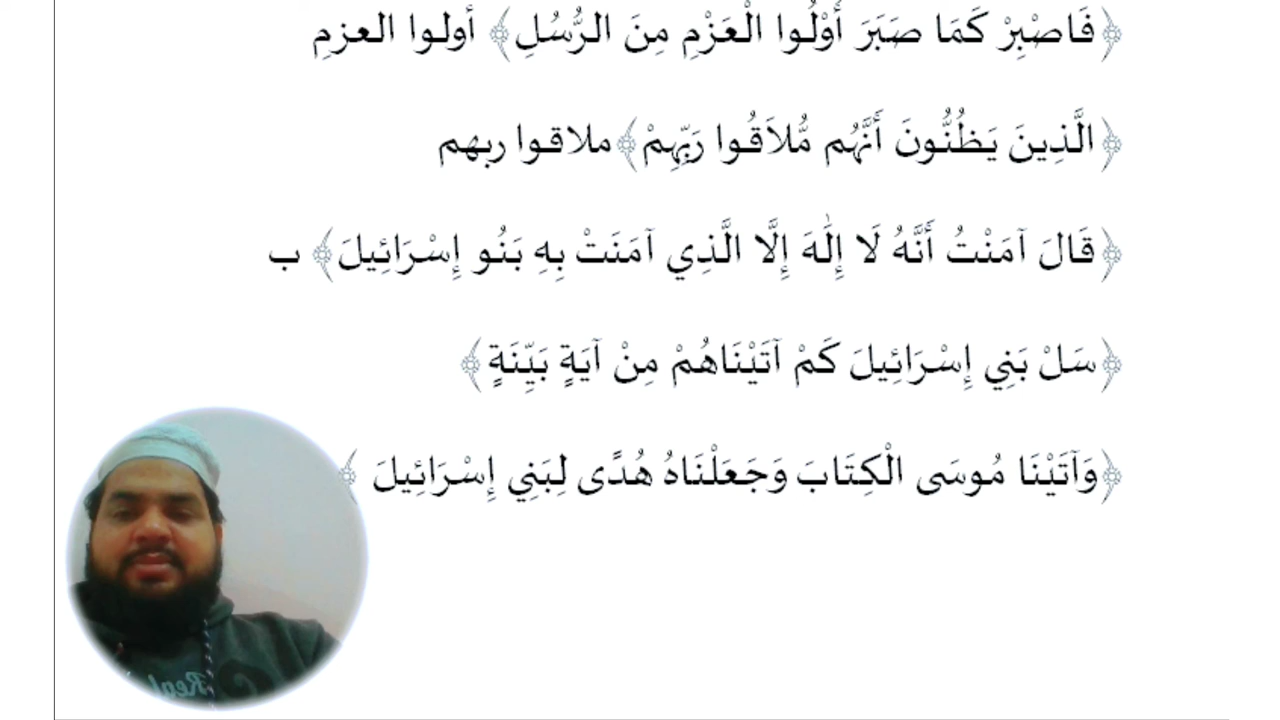 ﴿فَاصْبِرْ كَمَا صَبَرَ أُوْلُوا الْعَزْمِ مِنَ الرُّسُلِ﴾ أولوا العزمِ
﴿الَّذِينَ يَظُنُّونَ أَنَّهُم مُّلاَقُوا رَبِّهِمْ﴾ملاقوا ربهم
﴿قَالَ آمَنْتُ أَنَّهُ لَا إِلَٰهَ إِلَّا الَّذِي آمَنَتْ بِهِ بَنُو إِسْرَائِيلَ﴾ ب
﴿سَلْ بَنِي إِسْرَائِيلَ كَمْ آتَيْنَاهُمْ مِنْ آيَةٍ بَيِّنَةٍ﴾
﴿وَآتَيْنَا مُوسَى الْكِتَابَ وَجَعَلْنَاهُ هُدًى لِبَنِي إِسْرَائِيلَ ﴾